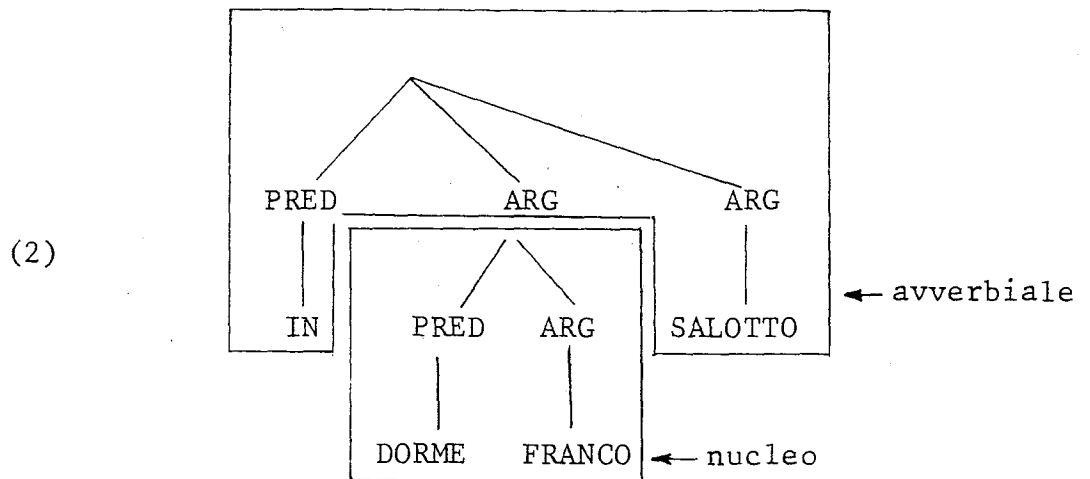 PRED ARG ARG
(2)
← avverbiale
IN PRED ARG SALOTTO
DORME FRANCO ← nucleo